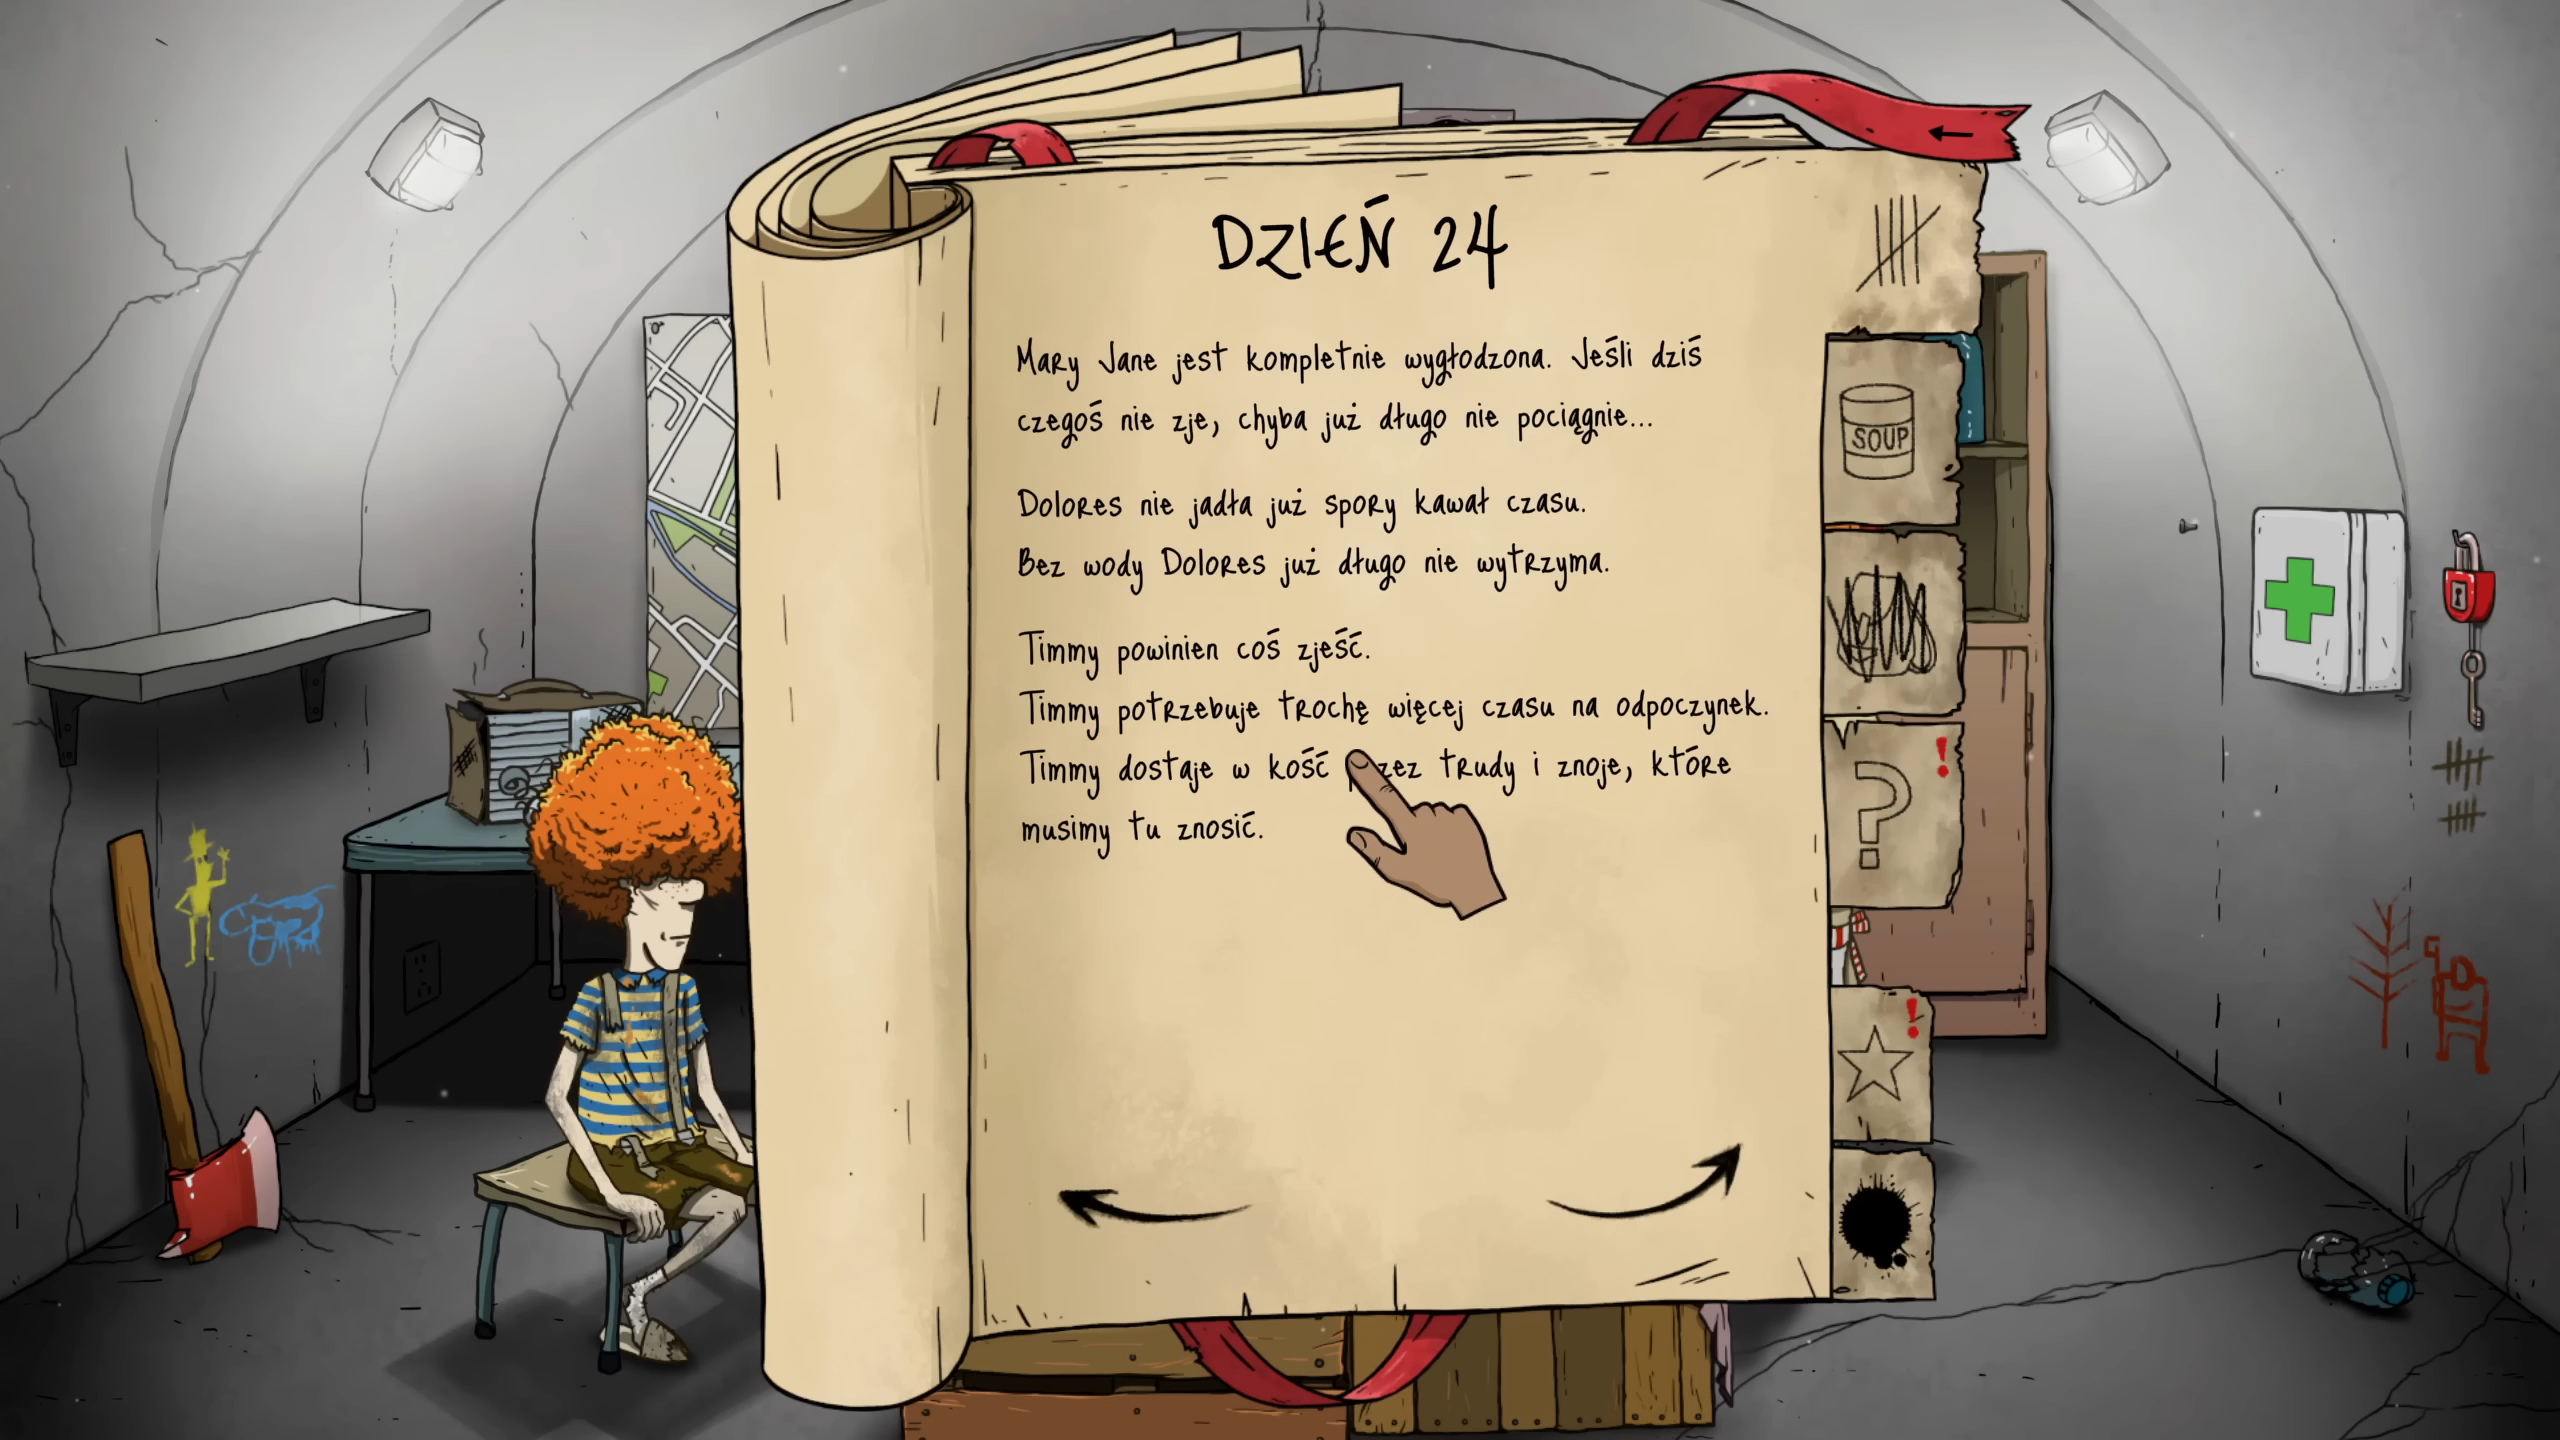 DZIEŃ 24
Mary Jane jest kompletnie wygłodzona. Jeśli dziś
czegoś nie zje, chyba już długo nie pociągnie...
Dolores nie jadła już spory kawał czasu.
Bez wody Dolores już długo nie wytrzyma.
Timmy powinien coś zjeść.
Timmy potrzebuje trochę więcej czasu na odpoczynek.
Timmy dostaje w kość przez trudy i znoje, które
musimy tu znosić.
SOUP
!
?
!